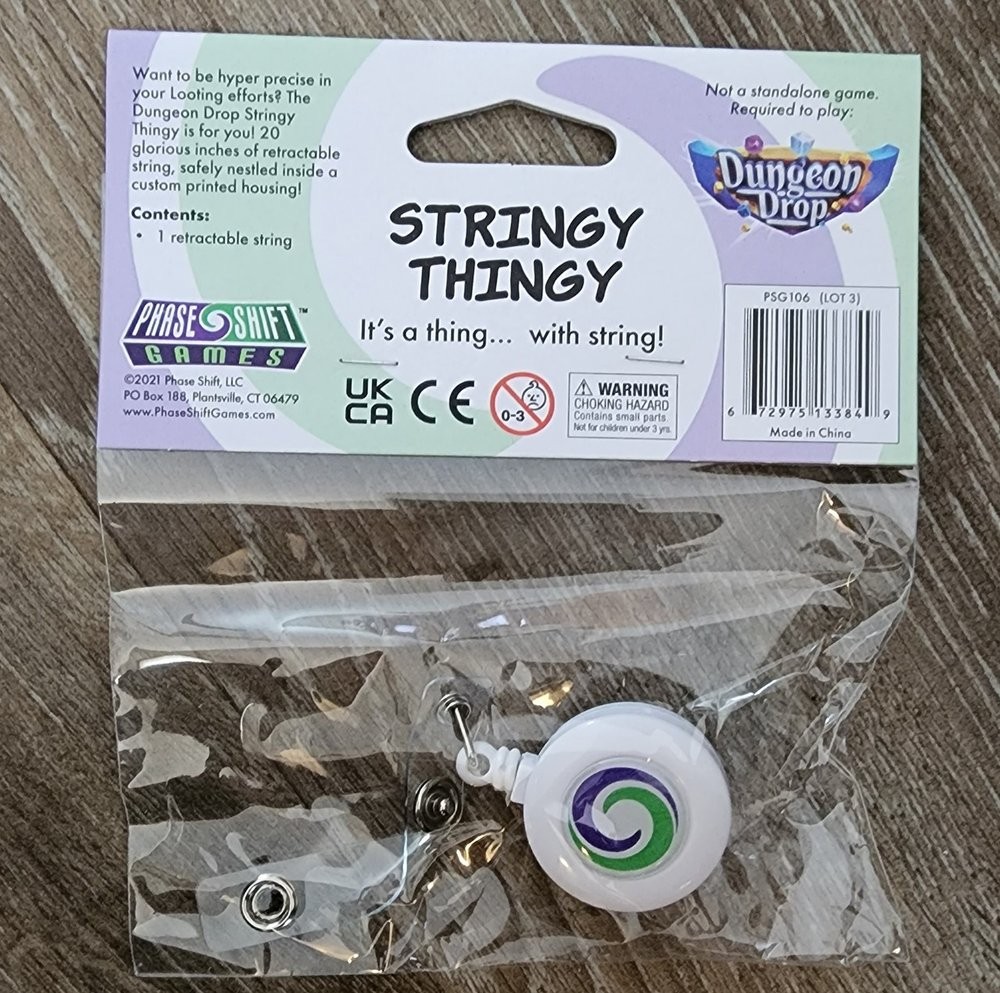 Want to be hyper precise in
your Looting efforts? The
Dungeon Drop Stringy
Thingy is for you! 20
glorious inches of retractable
string, safely nestled inside a
custom printed housing!
Contents:
• 1 retractable string
PHASE SHIFT™
GAMES
©2021 Phase Shift, LLC
PO Box 188, Plantsville, CT 06479
www.PhaseShiftGames.com
STRINGY
THINGY
It's a thing... with string!
UK
CA
CE
0-3
⚠ WARNING
CHOKING HAZARD
Contains small parts.
Not for children under 3 yrs.
Not a standalone game.
Required to play:
Dungeon
Drop
PSG106 (LOT 3)
6 72975 13384 9
Made in China